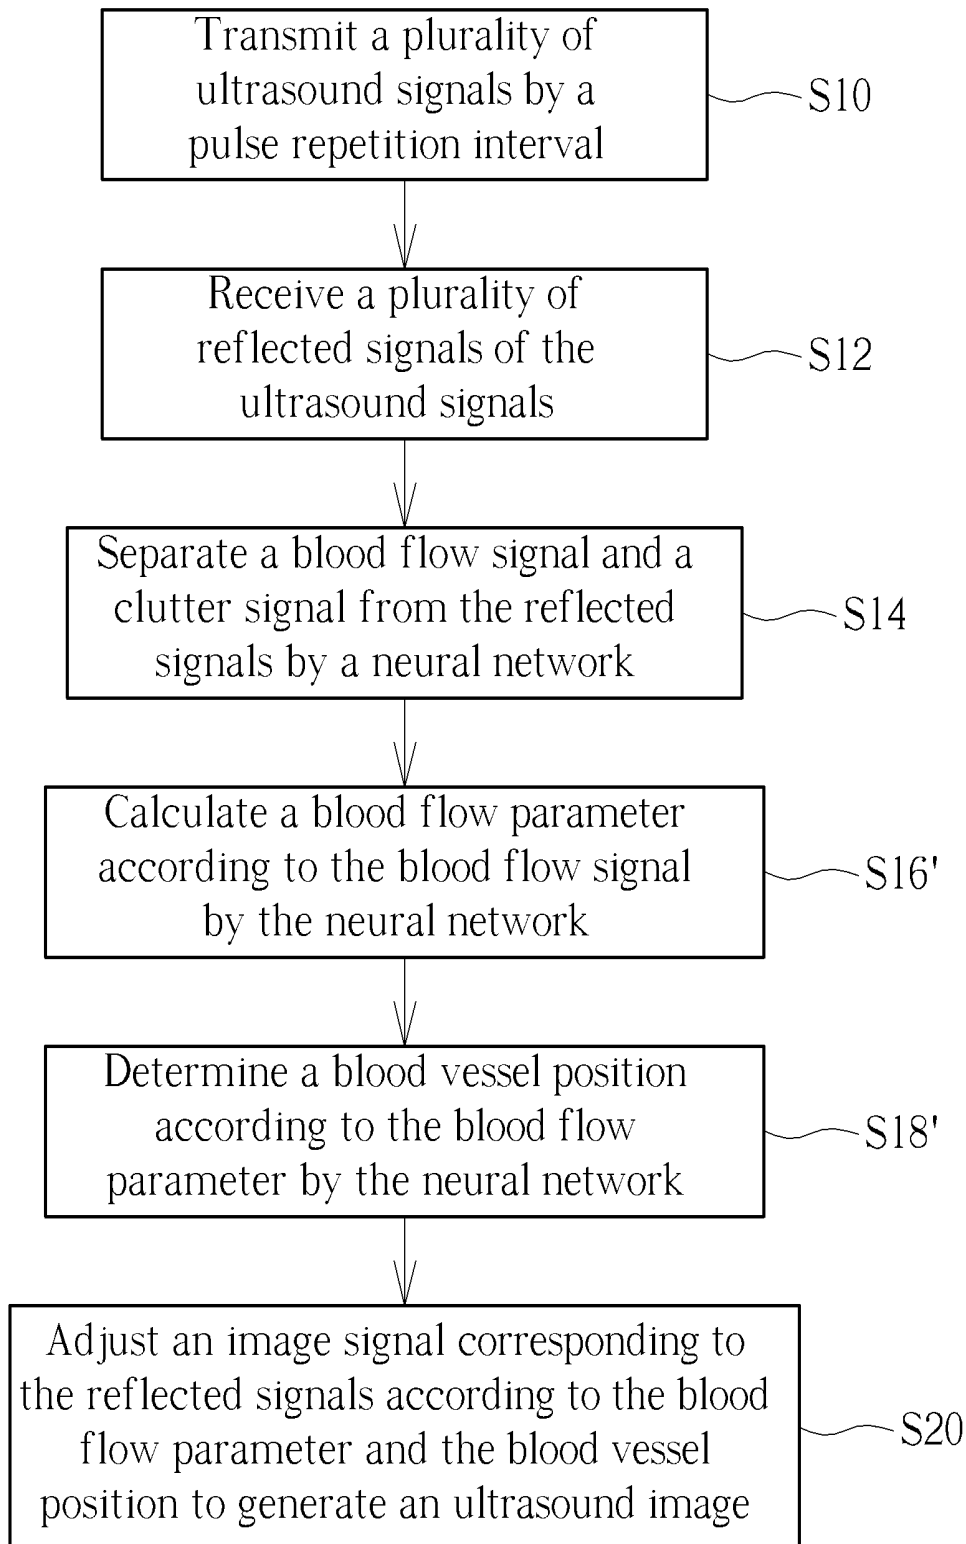 Transmit a plurality of
ultrasound signals by a
pulse repetition interval
S10
Receive a plurality of
reflected signals of the
ultrasound signals
S12
Separate a blood flow signal and a
clutter signal from the reflected
signals by a neural network
S14
Calculate a blood flow parameter
according to the blood flow signal
by the neural network
S16'
Determine a blood vessel position
according to the blood flow
parameter by the neural network
S18'
Adjust an image signal corresponding to
the reflected signals according to the blood
flow parameter and the blood vessel
position to generate an ultrasound image
S20